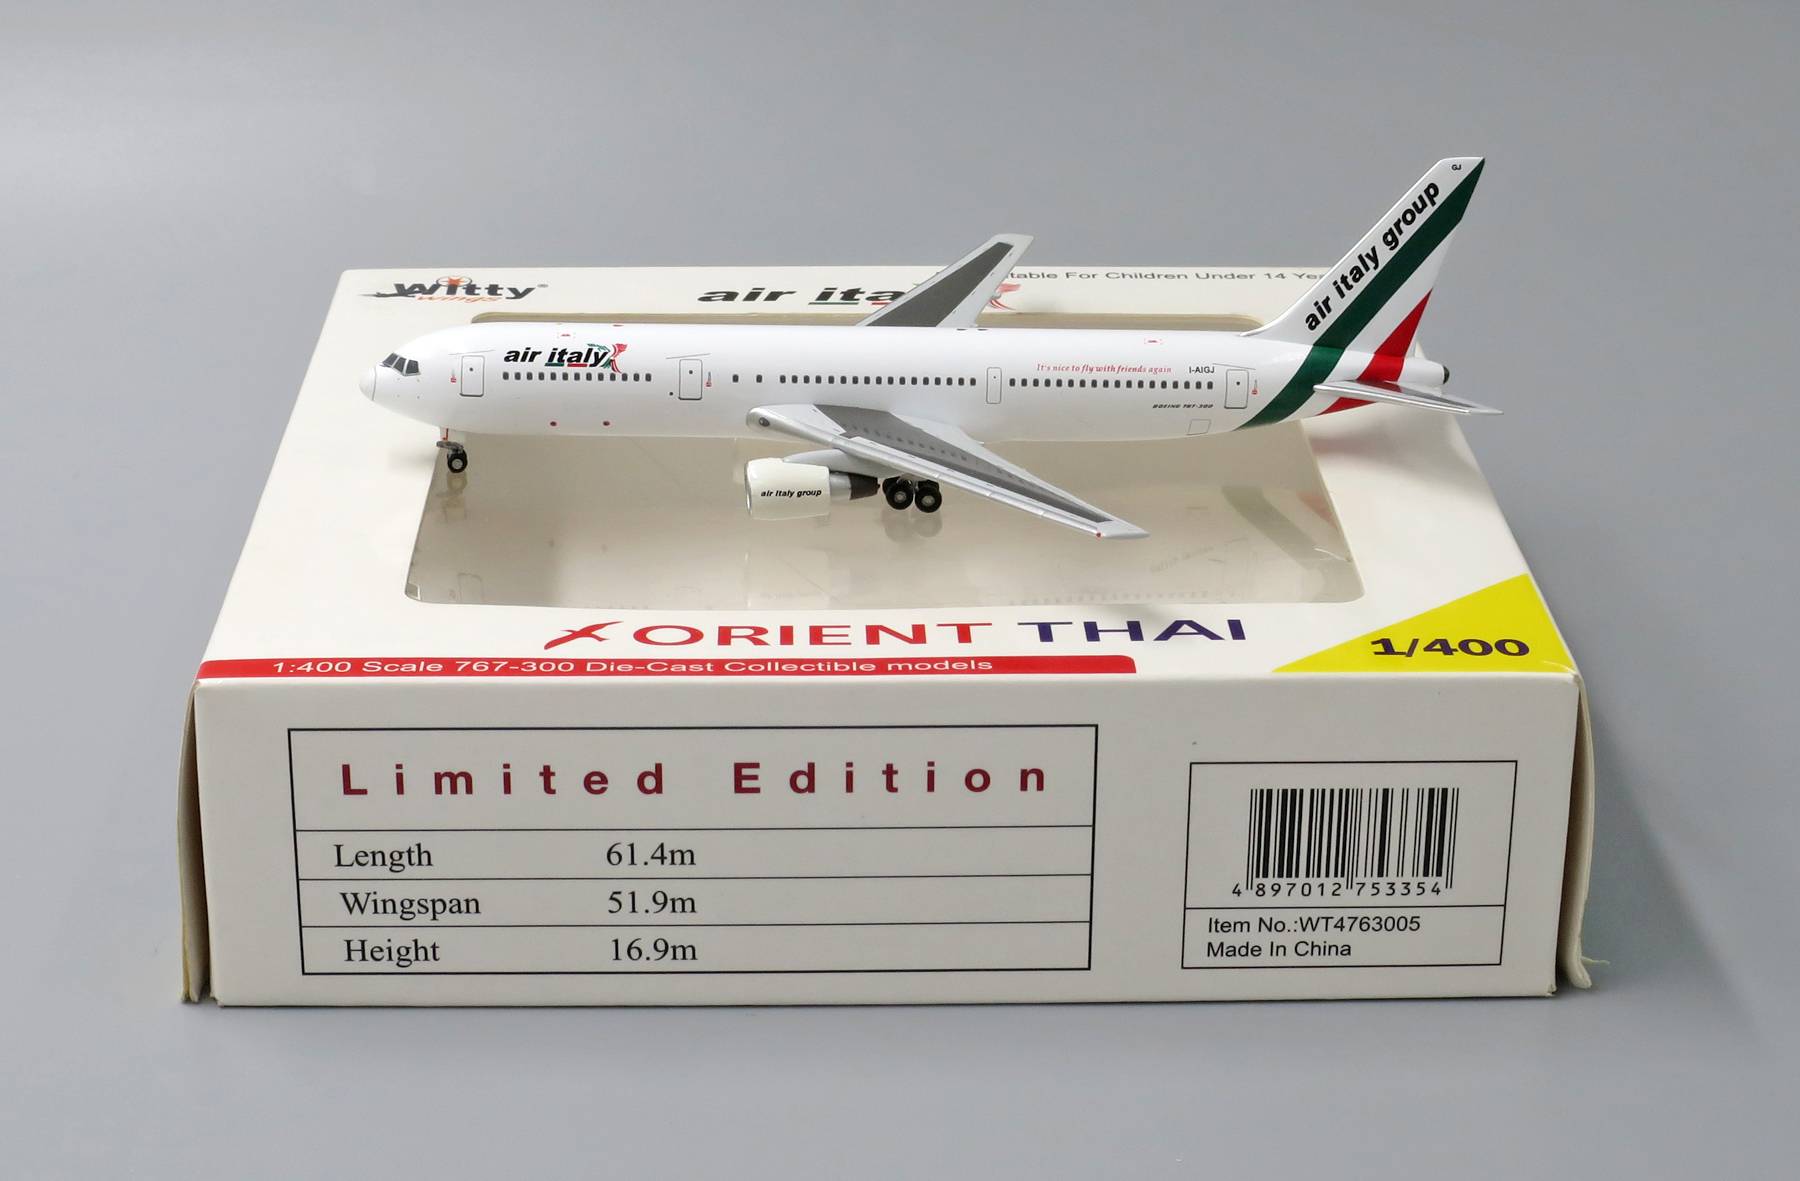 witty®
wings
air ita
table For Children Under 14 Ye
GJ
air italy group
air italy
It's nice to fly with friends again
I-AIGJ
BOEING 767-300
air italy group
ORIENT THAI
1:400 Scale 767-300 Die-Cast Collectible models
1/400
Limited Edition
Length 61.4m
Wingspan 51.9m
Height 16.9m
4 897012 753354
Item No.:WT4763005
Made In China